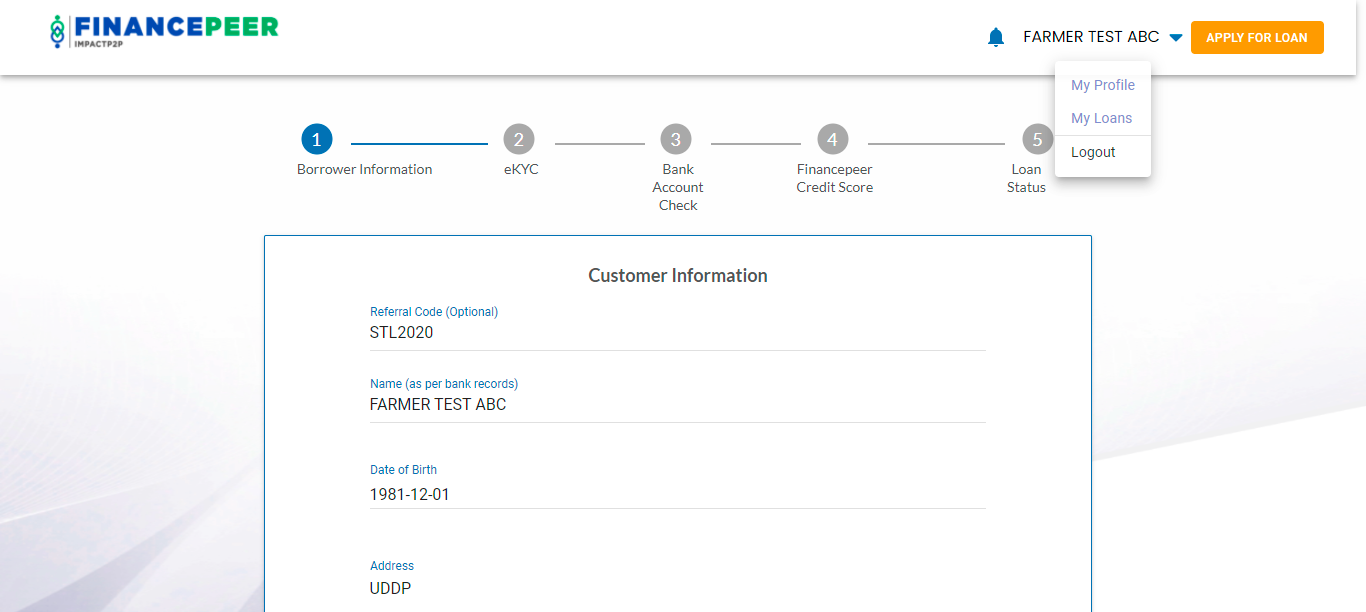 FINANCEPEER
IMPACTP2P
FARMER TEST ABC
APPLY FOR LOAN
My Profile
My Loans
Logout
1
Borrower Information
2
eKYC
3
Bank
Account
Check
4
Financepeer
Credit Score
5
Loan
Status
Customer Information
Referral Code (Optional)
STL2020
Name (as per bank records)
FARMER TEST ABC
Date of Birth
1981-12-01
Address
UDDP